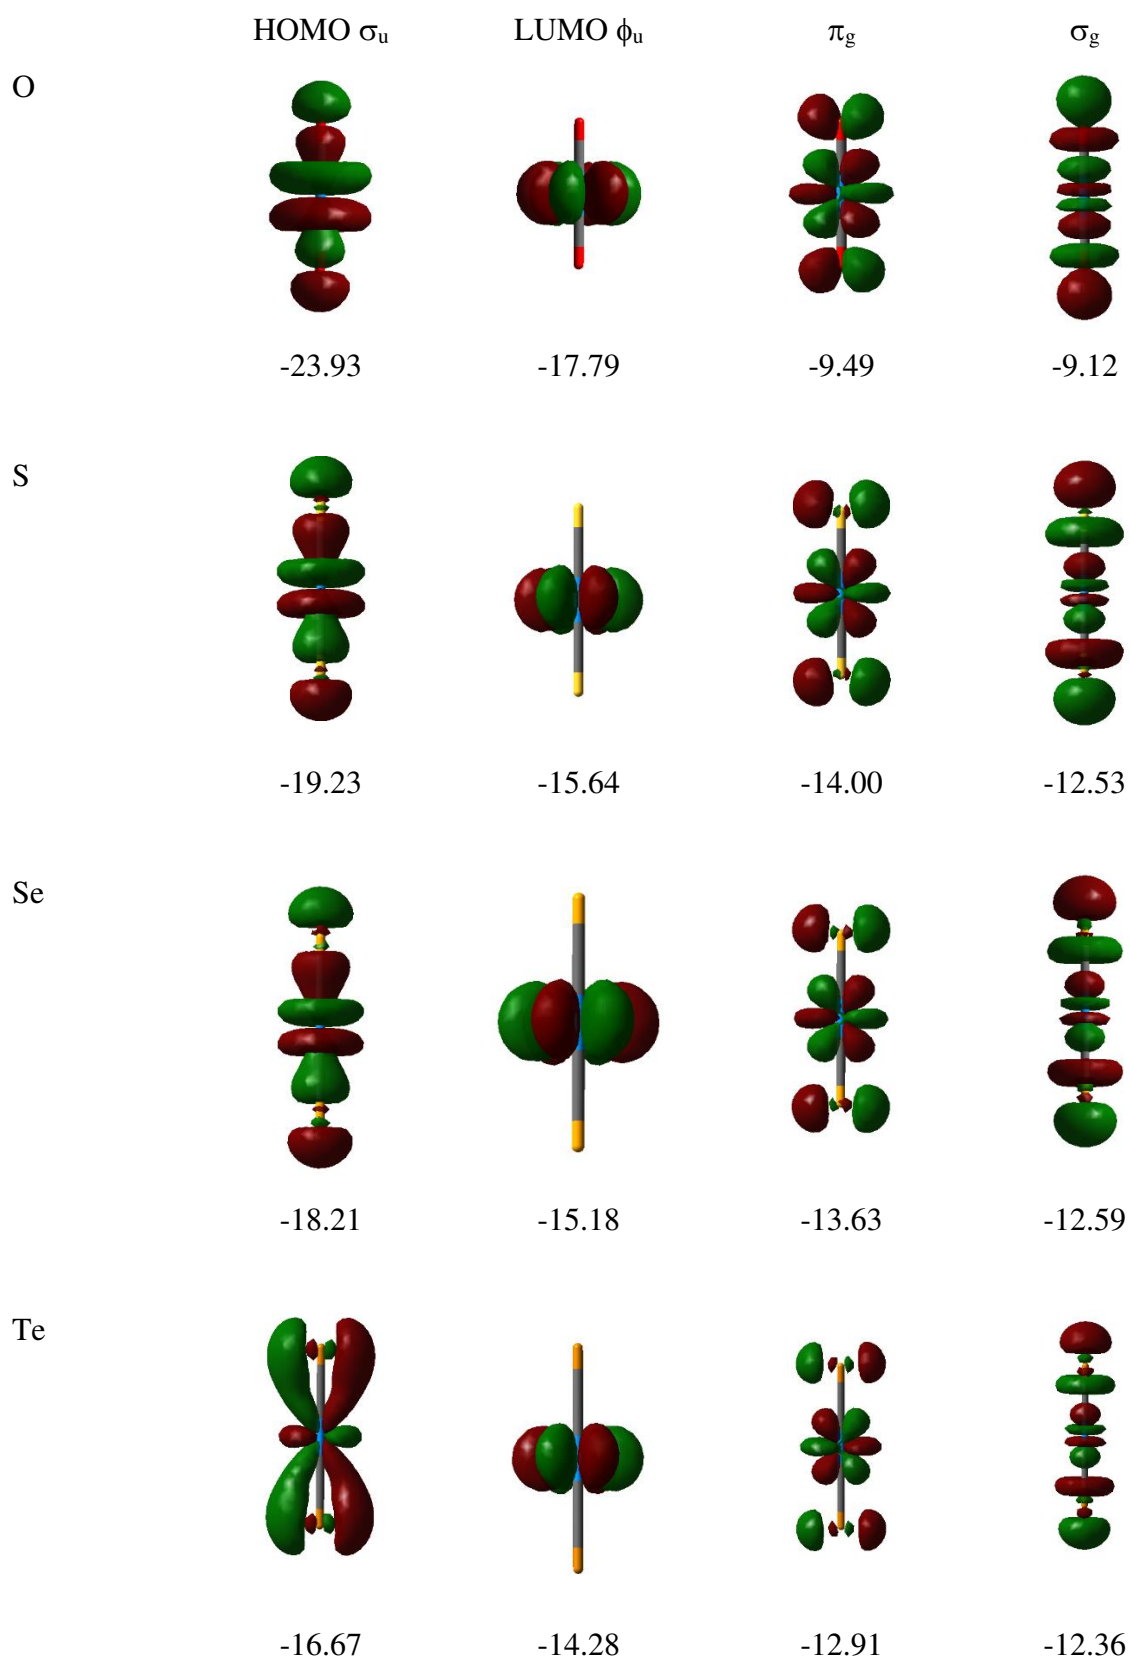 HOMO σu LUMO ϕu πg σg
O
-23.93 -17.79 -9.49 -9.12
S
-19.23 -15.64 -14.00 -12.53
Se
-18.21 -15.18 -13.63 -12.59
Te
-16.67 -14.28 -12.91 -12.36